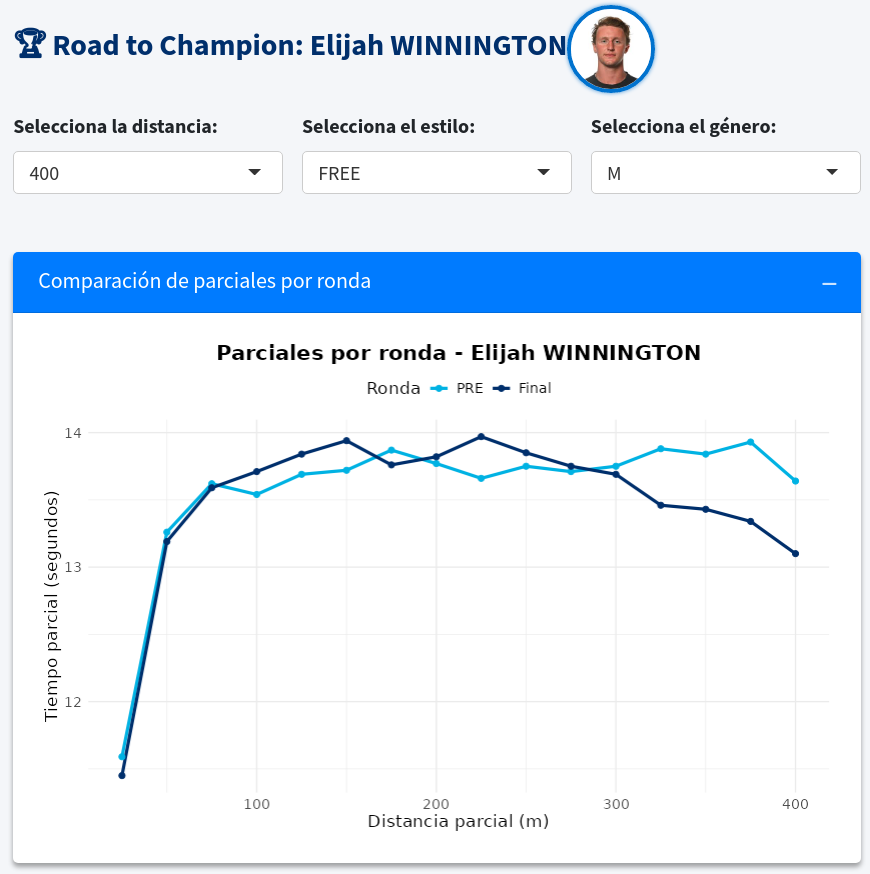 🏆 Road to Champion: Elijah WINNINGTON
Selecciona la distancia: Selecciona el estilo: Selecciona el género:
400 FREE M
Comparación de parciales por ronda
Parciales por ronda - Elijah WINNINGTON
Ronda PRE Final
14
13
12
Tiempo parcial (segundos)
100 200 300 400
Distancia parcial (m)